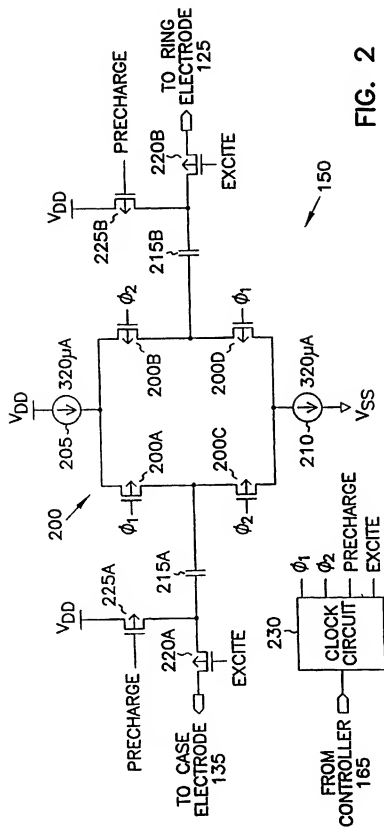 V_DD
PRECHARGE
TO RING
ELECTRODE
125
225B
220B
EXCITE
215B
V_DD
320µA
205
ϕ2
200B
ϕ1
200D
320µA
210
V_SS
200
200A
ϕ1
200C
ϕ2
215A
V_DD
225A
PRECHARGE
220A
EXCITE
TO CASE
ELECTRODE
135
230
CLOCK
CIRCUIT
ϕ1
ϕ2
PRECHARGE
EXCITE
FROM
CONTROLLER
165
150
FIG. 2